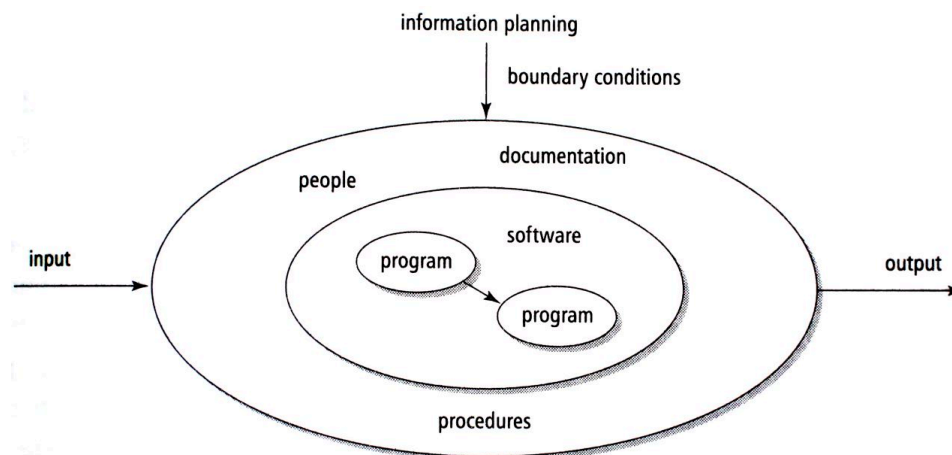 information planning
boundary conditions
documentation
people
software
input
program
output
program
procedures